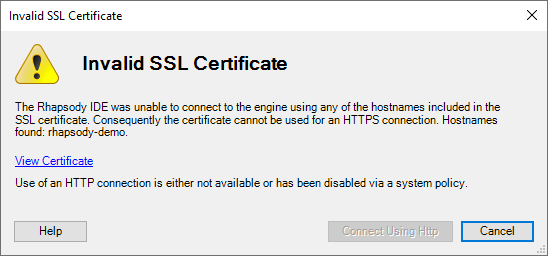 Invalid SSL Certificate
Invalid SSL Certificate
The Rhapsody IDE was unable to connect to the engine using any of the hostnames included in the
SSL certificate. Consequently the certificate cannot be used for an HTTPS connection. Hostnames
found: rhapsody-demo.
View Certificate
Use of an HTTP connection is either not available or has been disabled via a system policy.
Help
Connect Using Http
Cancel